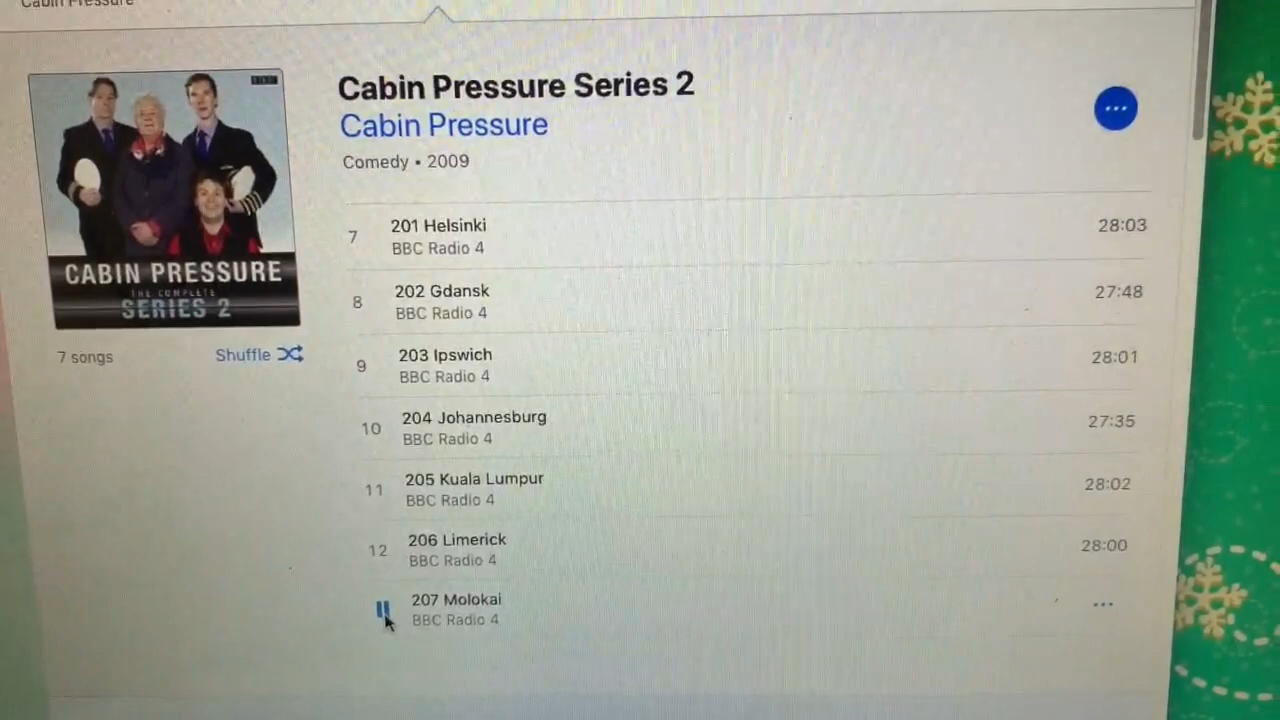 Cabin Pressure
Cabin Pressure Series 2
Cabin Pressure
Comedy • 2009
BBC
CABIN PRESSURE
THE COMPLETE
SERIES 2
7 songs
Shuffle
7 201 Helsinki 28:03
BBC Radio 4
8 202 Gdansk 27:48
BBC Radio 4
9 203 Ipswich 28:01
BBC Radio 4
10 204 Johannesburg 27:35
BBC Radio 4
11 205 Kuala Lumpur 28:02
BBC Radio 4
12 206 Limerick 28:00
BBC Radio 4
207 Molokai
BBC Radio 4